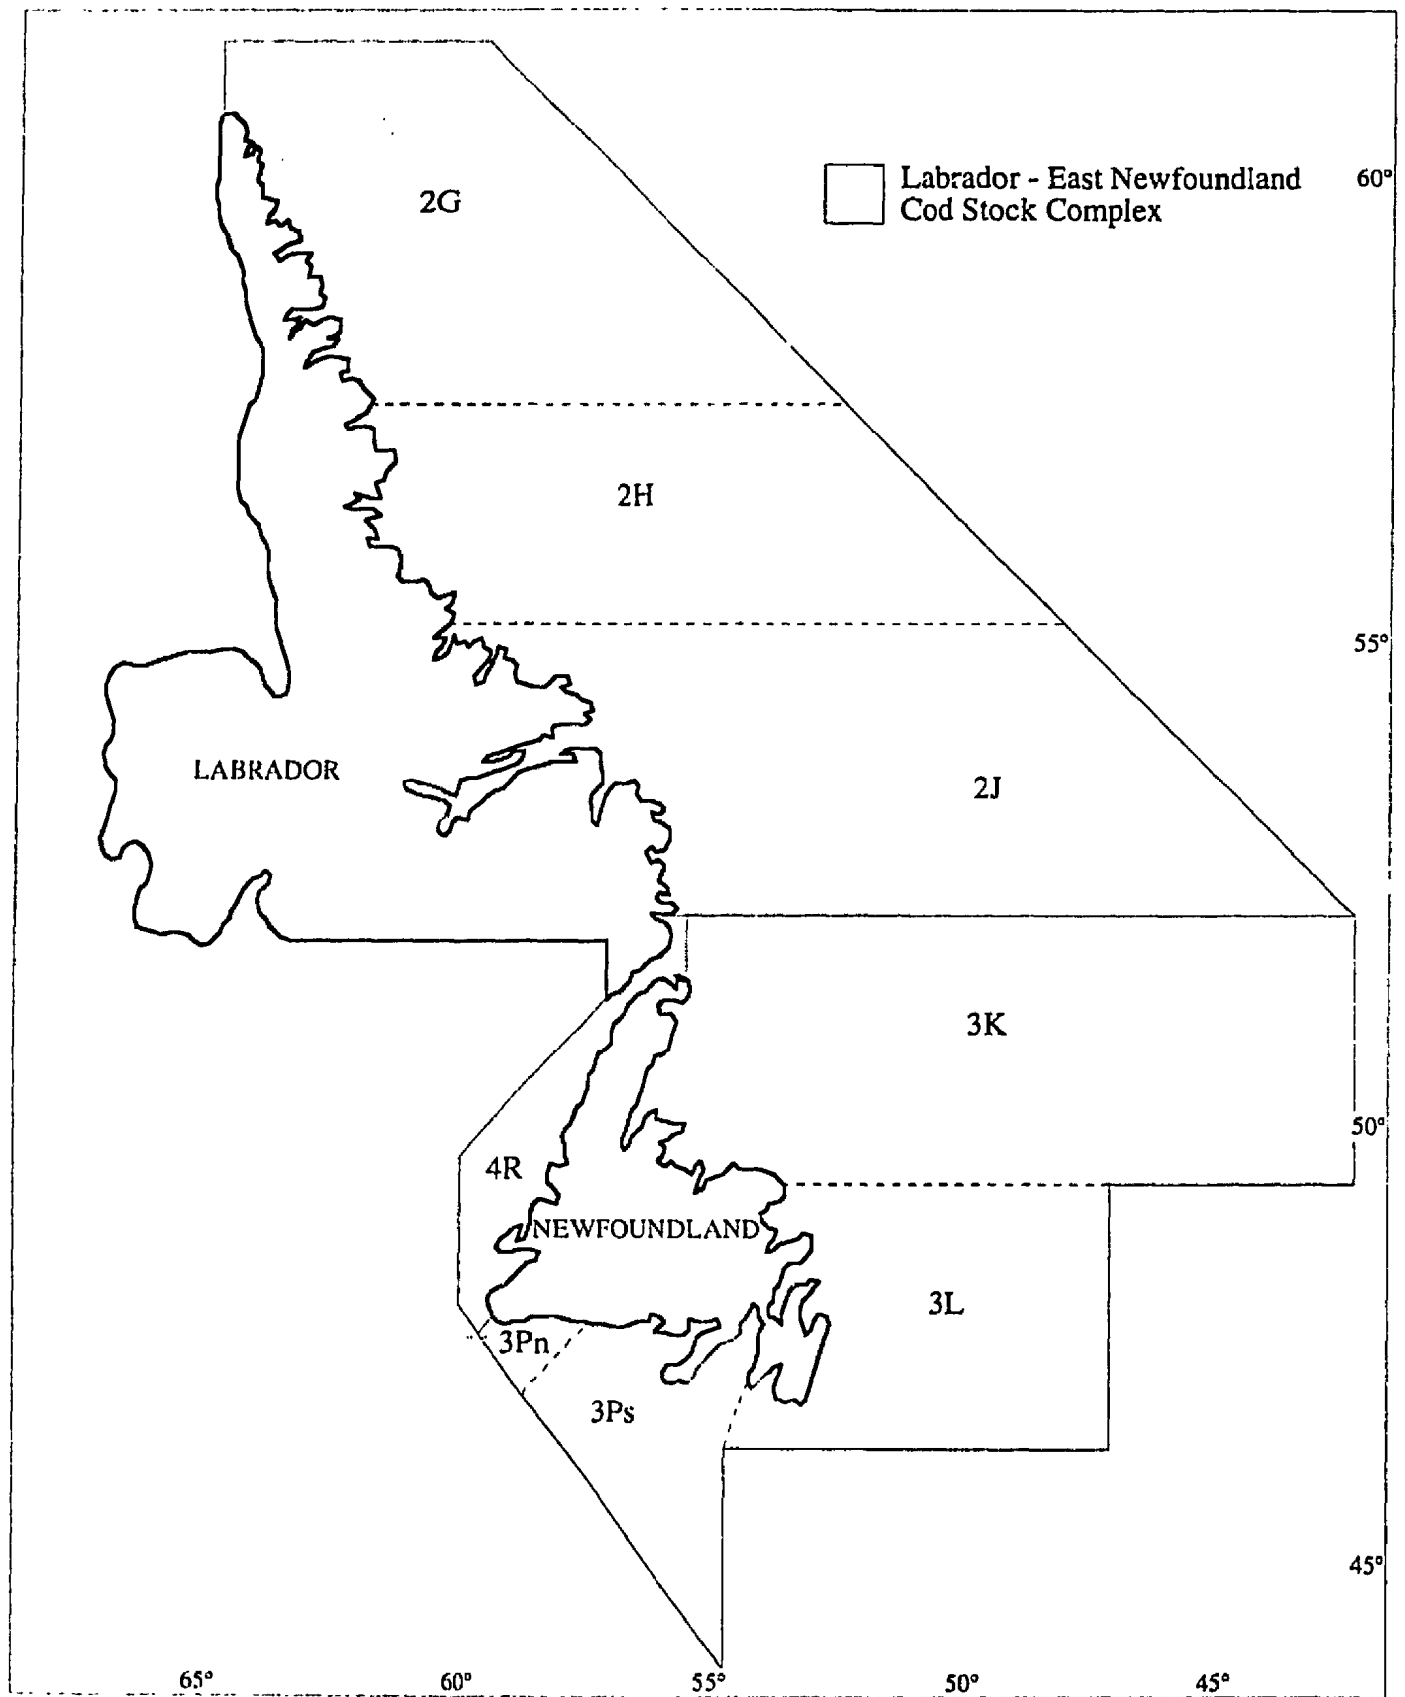 2G
Labrador - East Newfoundland
Cod Stock Complex
60°
2H
55°
LABRADOR
2J
3K
50°
4R
NEWFOUNDLAND
3L
3Pn
3Ps
45°
65°
60°
55°
50°
45°